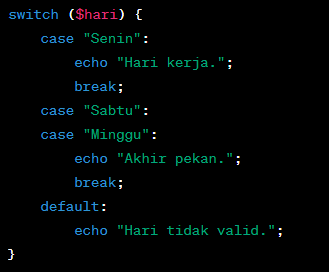 switch ($hari) {
    case "Senin":
        echo "Hari kerja.";
        break;
    case "Sabtu":
    case "Minggu":
        echo "Akhir pekan.";
        break;
    default:
        echo "Hari tidak valid.";
}